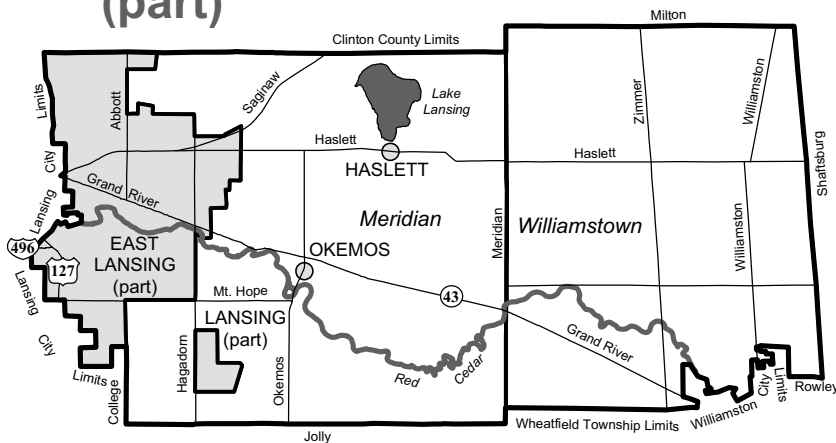 (part)
Milton
Clinton County Limits
Limits
Abbott
Saginaw
Lake
Lansing
Zimmer
Williamston
Haslett
Haslett
HASLETT
City
Shaftsburg
Grand River
Lansing
Meridian
Meridian
Williamstown
Williamston
496
127
EAST
LANSING
(part)
OKEMOS
Lansing
Mt. Hope
43
City
LANSING
(part)
Grand River
Limits
College
Hagadorn
Okemos
Red
Cedar
Williamston
City
Limits
Rowley
Jolly
Wheatfield Township Limits